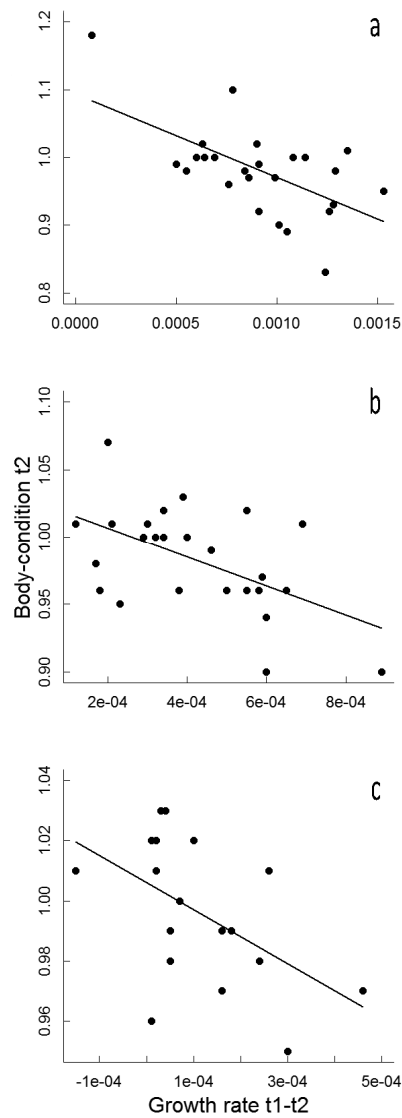 a
1.2
1.1
1.0
0.9
0.8
0.0000 0.0005 0.0010 0.0015
b
1.10
1.05
1.00
0.95
0.90
2e-04 4e-04 6e-04 8e-04
Body-condition t2
c
1.04
1.02
1.00
0.98
0.96
-1e-04 1e-04 3e-04 5e-04
Growth rate t1-t2